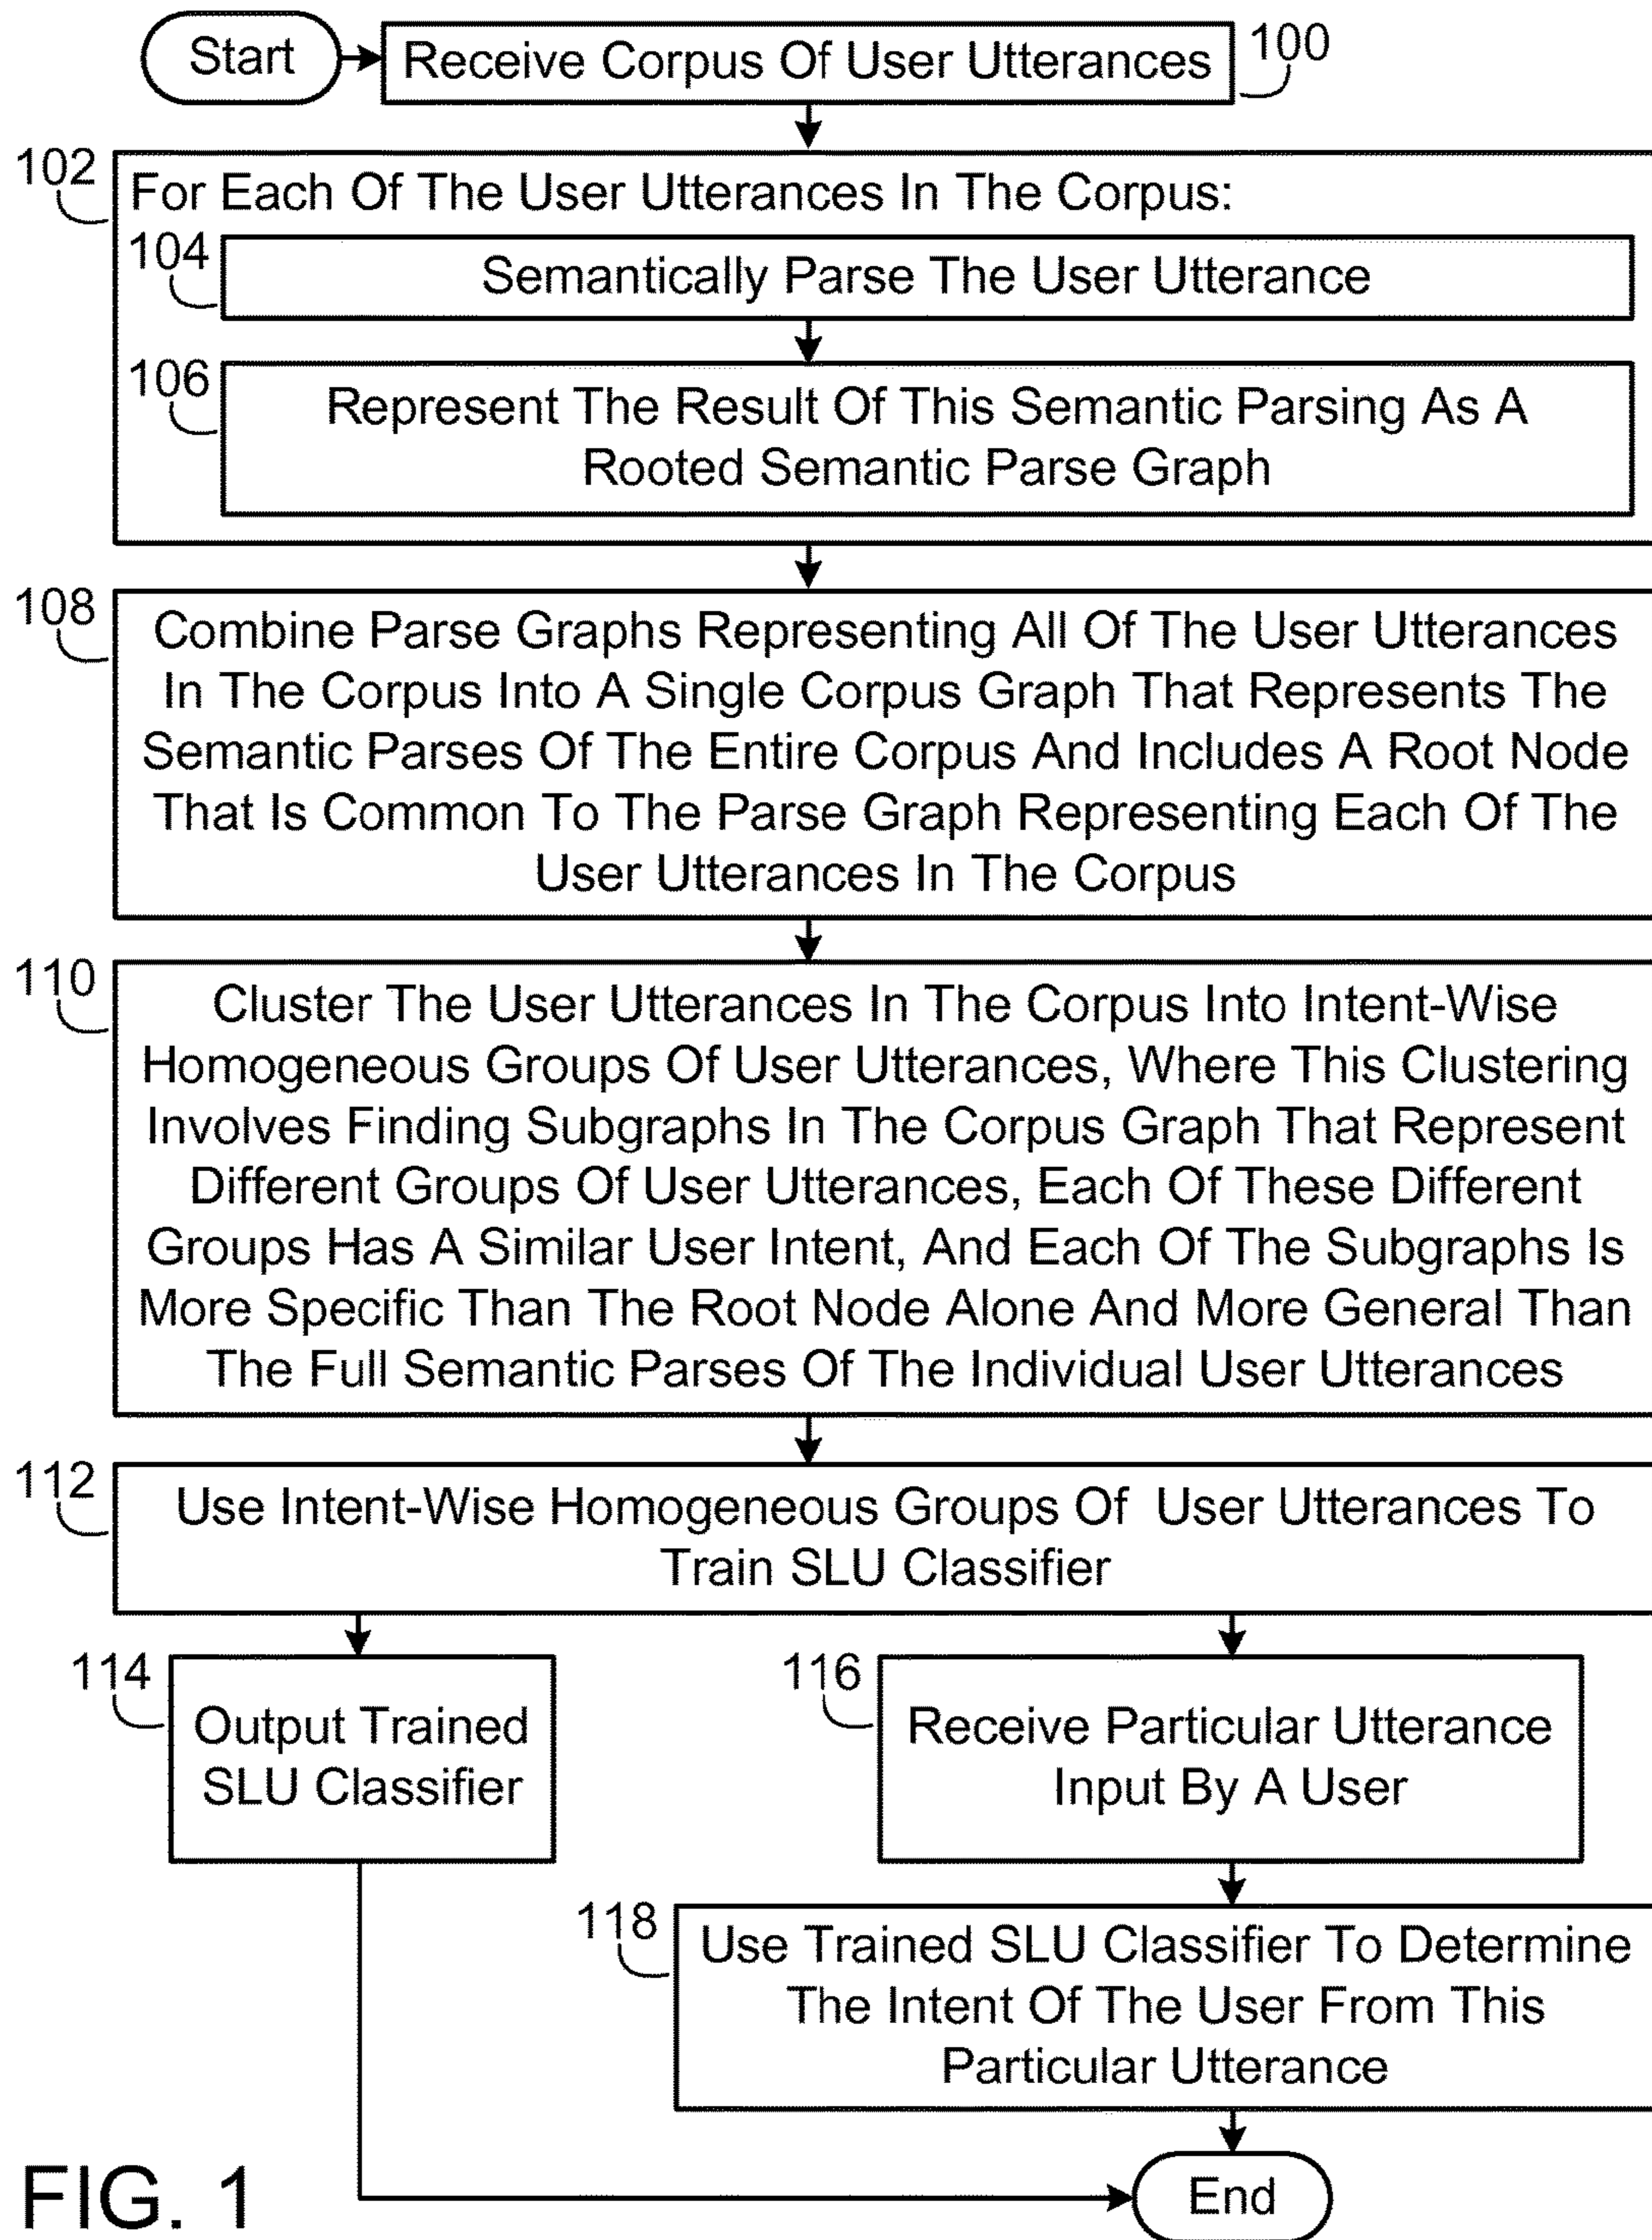 Start
Receive Corpus Of User Utterances
100
102
For Each Of The User Utterances In The Corpus:
104
Semantically Parse The User Utterance
106
Represent The Result Of This Semantic Parsing As A
Rooted Semantic Parse Graph
108
Combine Parse Graphs Representing All Of The User Utterances
In The Corpus Into A Single Corpus Graph That Represents The
Semantic Parses Of The Entire Corpus And Includes A Root Node
That Is Common To The Parse Graph Representing Each Of The
User Utterances In The Corpus
110
Cluster The User Utterances In The Corpus Into Intent-Wise
Homogeneous Groups Of User Utterances, Where This Clustering
Involves Finding Subgraphs In The Corpus Graph That Represent
Different Groups Of User Utterances, Each Of These Different
Groups Has A Similar User Intent, And Each Of The Subgraphs Is
More Specific Than The Root Node Alone And More General Than
The Full Semantic Parses Of The Individual User Utterances
112
Use Intent-Wise Homogeneous Groups Of User Utterances To
Train SLU Classifier
114
Output Trained
SLU Classifier
116
Receive Particular Utterance
Input By A User
118
Use Trained SLU Classifier To Determine
The Intent Of The User From This
Particular Utterance
End
FIG. 1